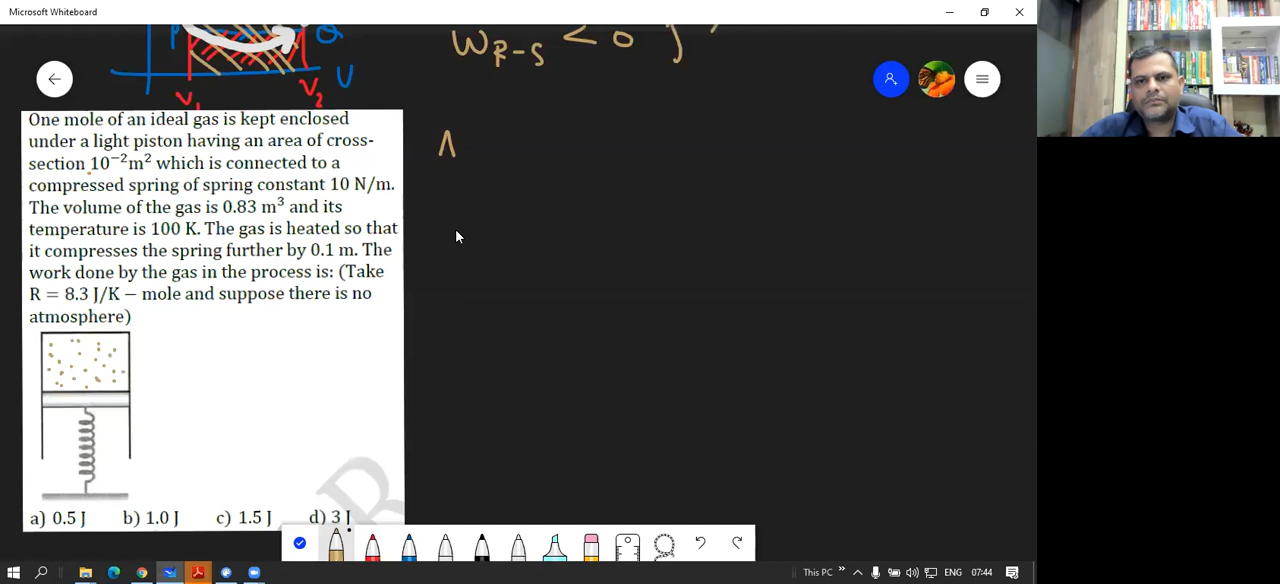 Microsoft Whiteboard
P Q
W R-S < 0 }
V₁ V₂ V
One mole of an ideal gas is kept enclosed
under a light piston having an area of cross-
section 10⁻²m² which is connected to a
compressed spring of spring constant 10 N/m.
The volume of the gas is 0.83 m³ and its
temperature is 100 K. The gas is heated so that
it compresses the spring further by 0.1 m. The
work done by the gas in the process is: (Take
R = 8.3 J/K − mole and suppose there is no
atmosphere)
a) 0.5 J b) 1.0 J c) 1.5 J d) 3 J
R
This PC » ENG 07:44